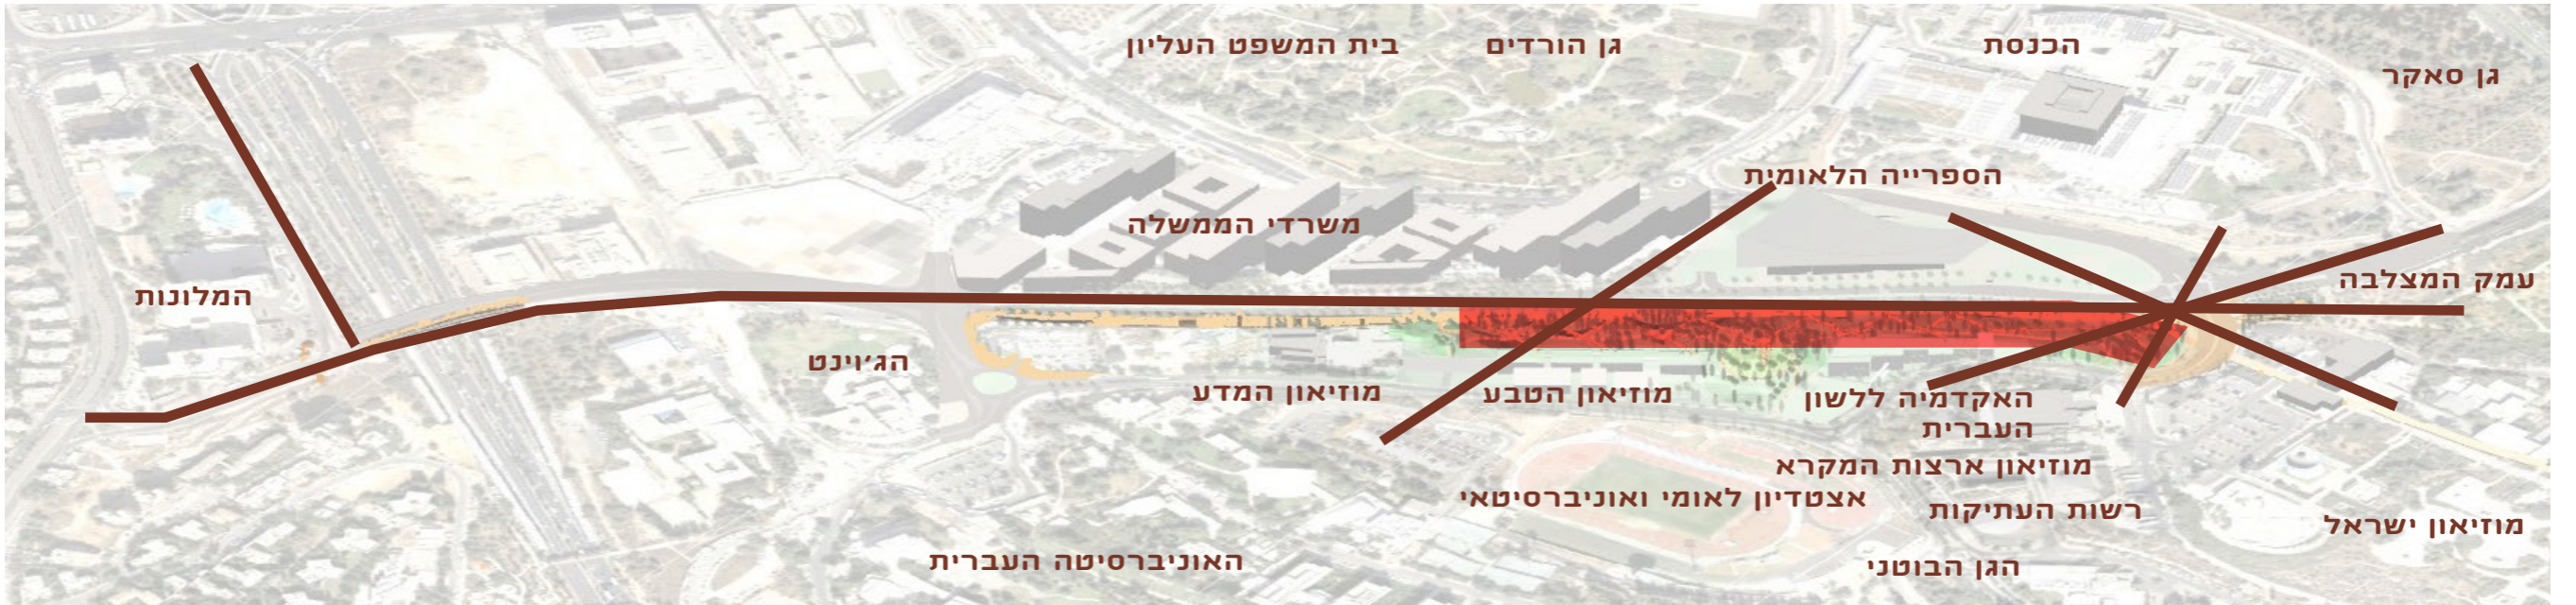 בית המשפט העליון
גן הורדים
הכנסת
גן סאקר
הספרייה הלאומית
משרדי הממשלה
עמק המצלבה
המלונות
הג׳וינט
מוזיאון המדע
מוזיאון הטבע
האקדמיה ללשון
העברית
מוזיאון ארצות המקרא
אצטדיון לאומי ואוניברסיטאי
רשות העתיקות
מוזיאון ישראל
האוניברסיטה העברית
הגן הבוטני